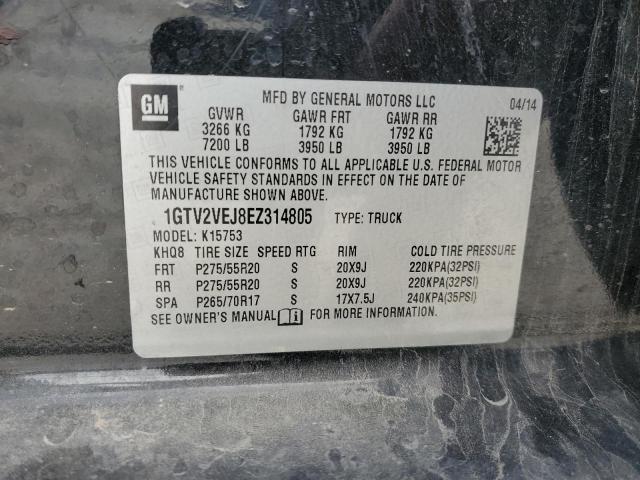 GM
MFD BY GENERAL MOTORS LLC 04/14
GVWR GAWR FRT GAWR RR
3266 KG 1792 KG 1792 KG
7200 LB 3950 LB 3950 LB
THIS VEHICLE CONFORMS TO ALL APPLICABLE U.S. FEDERAL MOTOR
VEHICLE SAFETY STANDARDS IN EFFECT ON THE DATE OF
MANUFACTURE SHOWN ABOVE.
1GTV2VEJ8EZ314805 TYPE: TRUCK
MODEL: K15753
KHQ8 TIRE SIZE SPEED RTG RIM COLD TIRE PRESSURE
FRT P275/55R20 S 20X9J 220KPA(32PSI)
RR P275/55R20 S 20X9J 220KPA(32PSI)
SPA P265/70R17 S 17X7.5J 240KPA(35PSI)
SEE OWNER'S MANUAL FOR MORE INFORMATION.